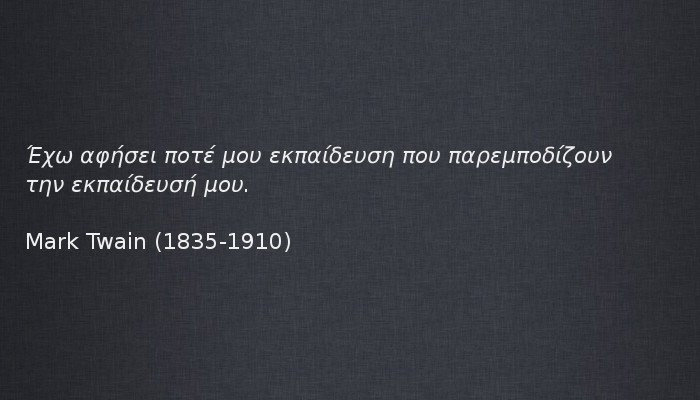 Έχω αφήσει ποτέ μου εκπαίδευση που παρεμποδίζουν
την εκπαίδευσή μου.
Mark Twain (1835-1910)